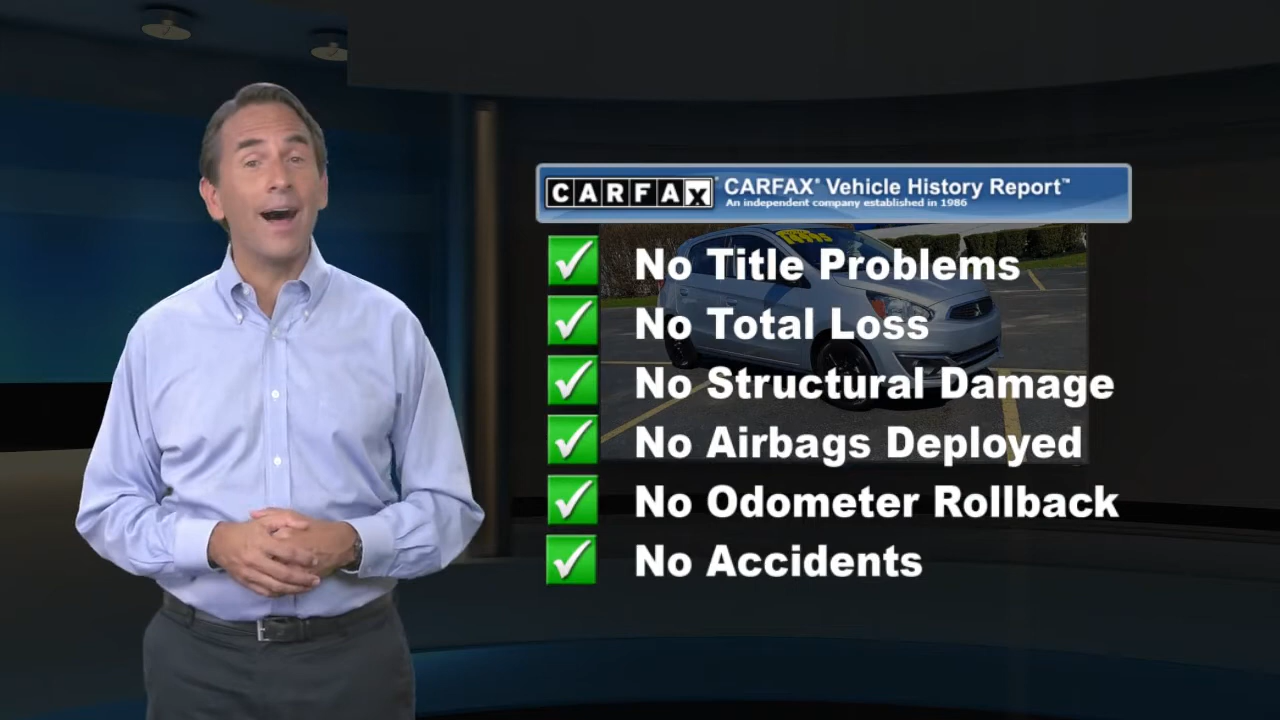 CARFAX® CARFAX® Vehicle History Report™
An independent company established in 1986
No Title Problems
No Total Loss
No Structural Damage
No Airbags Deployed
No Odometer Rollback
No Accidents